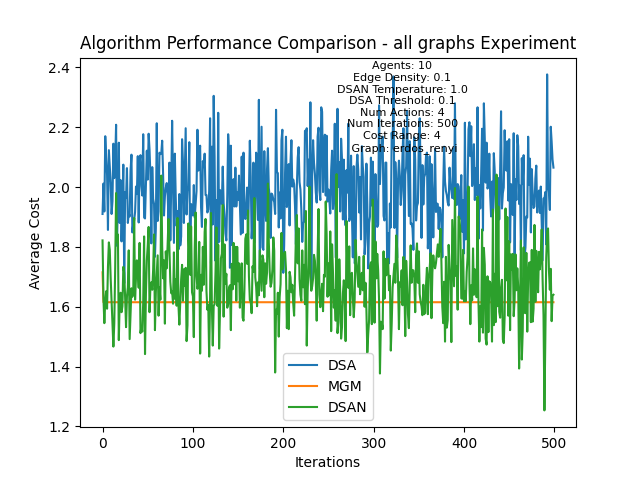 Algorithm Performance Comparison - all graphs Experiment
Agents: 10
Edge Density: 0.1
DSAN Temperature: 1.0
DSA Threshold: 0.1
Num Actions: 4
Num Iterations: 500
Cost Range: 4
Graph: erdos_renyi
2.4
2.2
2.0
1.8
1.6
1.4
1.2
Average Cost
DSA
MGM
DSAN
0
100
200
300
400
500
Iterations